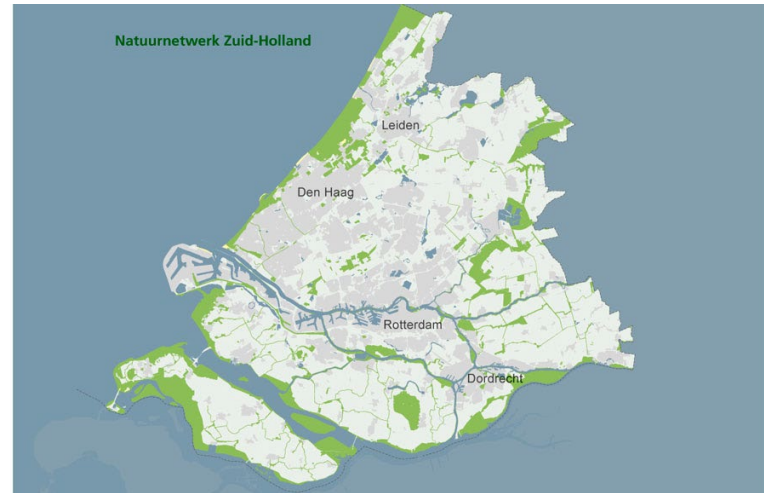 Natuurnetwerk Zuid-Holland
Leiden
Den Haag
Rotterdam
Dordrecht